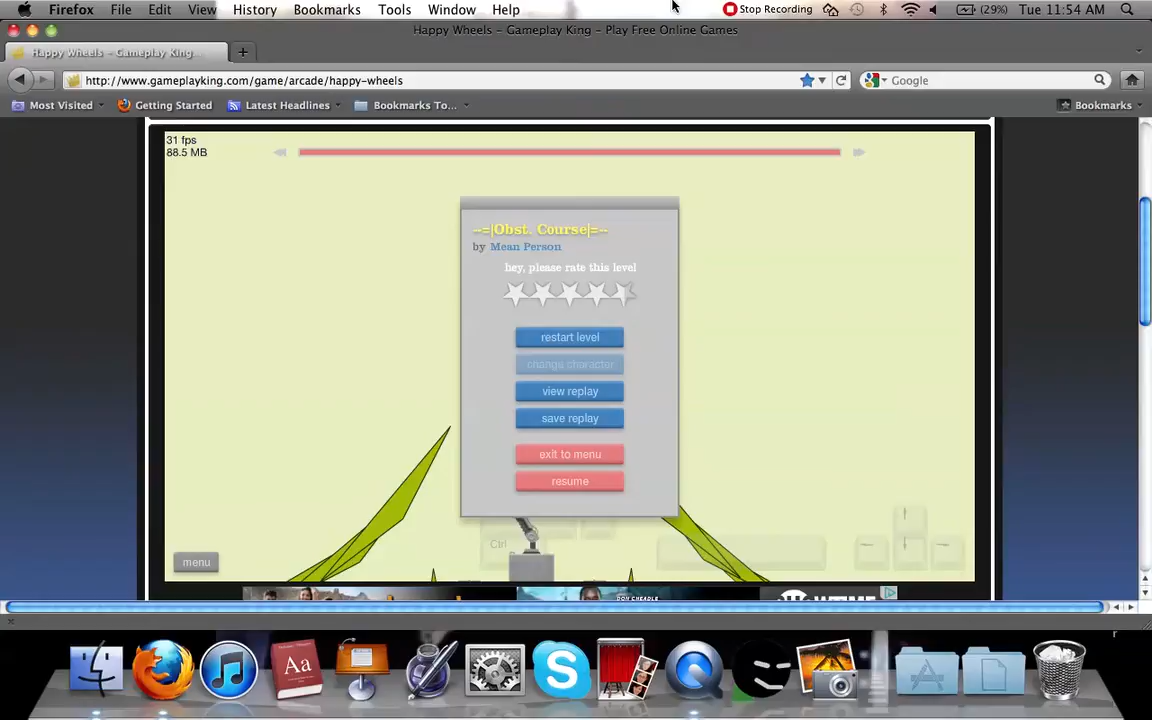 Firefox File Edit View History Bookmarks Tools Window Help Stop Recording (29%) Tue 11:54 AM
Happy Wheels – Gameplay King – Play Free Online Games
Happy Wheels – Gameplay King...
http://www.gameplayking.com/game/arcade/happy-wheels Google
Most Visited Getting Started Latest Headlines Bookmarks To... Bookmarks
31 fps
88.5 MB
--=|Obst. Course|=--
by Mean Person
hey, please rate this level
restart level
change character
view replay
save replay
exit to menu
resume
Ctrl
menu
DON CHEADLE
Aa